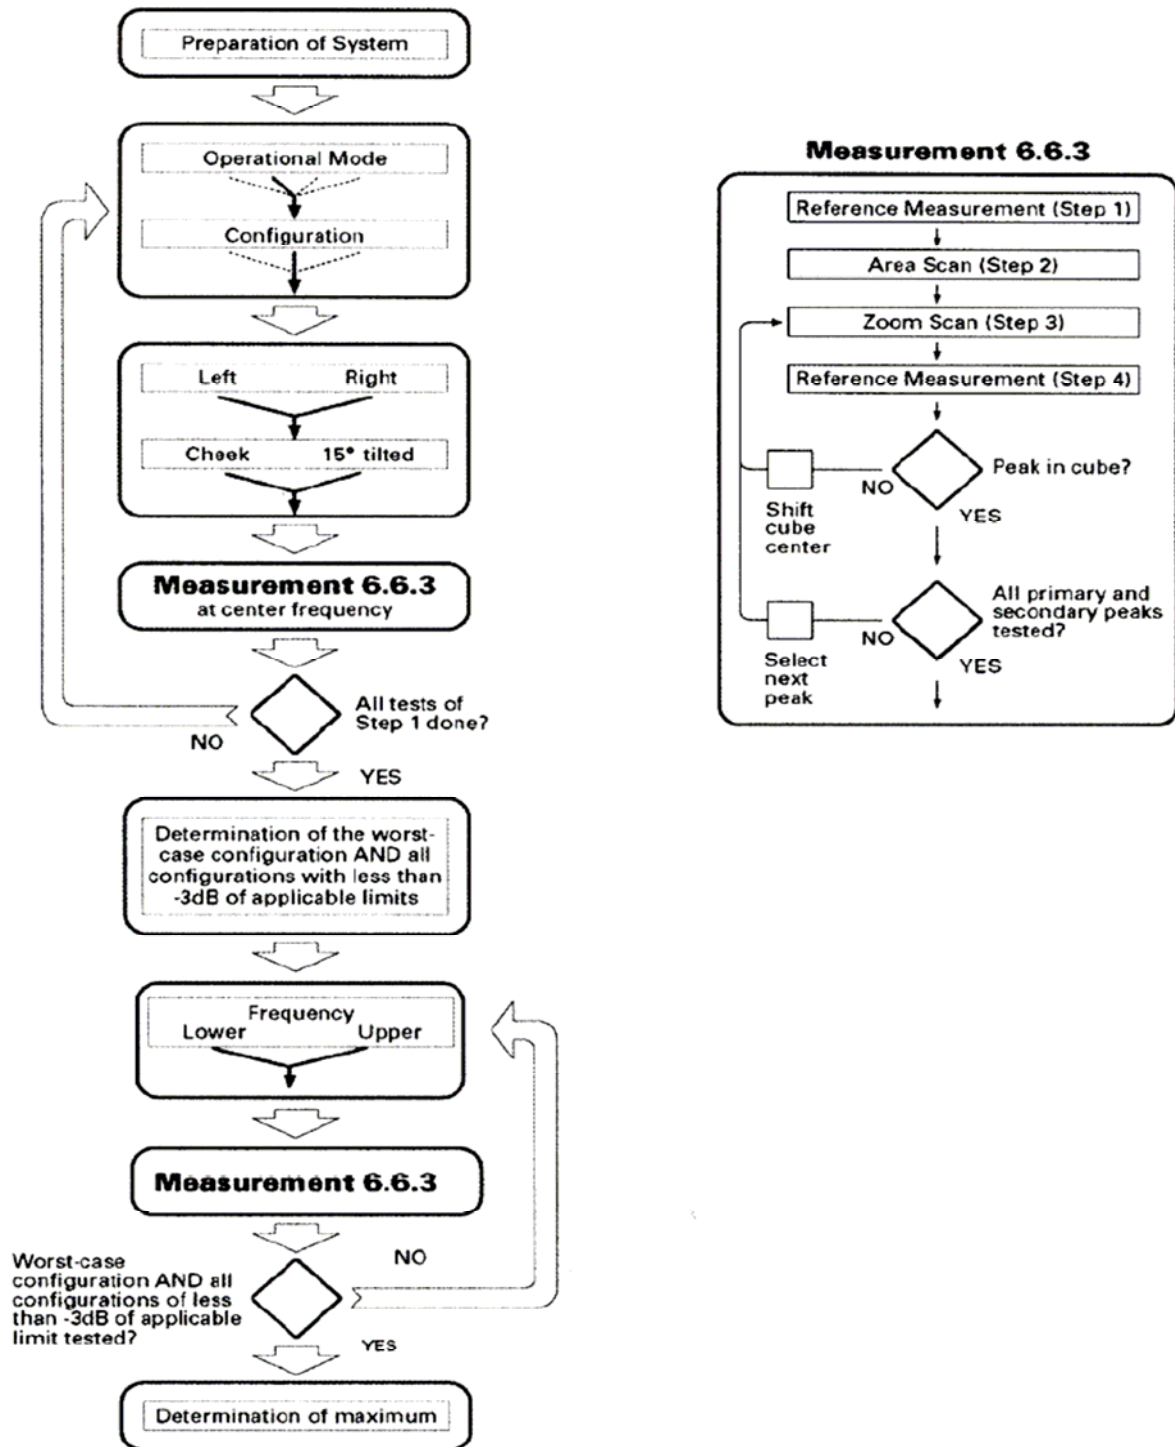 Preparation of System
Operational Mode
Configuration
Left Right
Cheek 15° tilted
Measurement 6.6.3
at center frequency
All tests of
Step 1 done?
NO
YES
Determination of the worst-
case configuration AND all
configurations with less than
-3dB of applicable limits
Frequency
Lower Upper
Measurement 6.6.3
NO
Worst-case
configuration AND all
configurations of less
than -3dB of applicable
limit tested?
YES
Determination of maximum
Measurement 6.6.3
Reference Measurement (Step 1)
Area Scan (Step 2)
Zoom Scan (Step 3)
Reference Measurement (Step 4)
Peak in cube?
NO
Shift
cube
center
YES
All primary and
secondary peaks
tested?
NO
Select
next
peak
YES